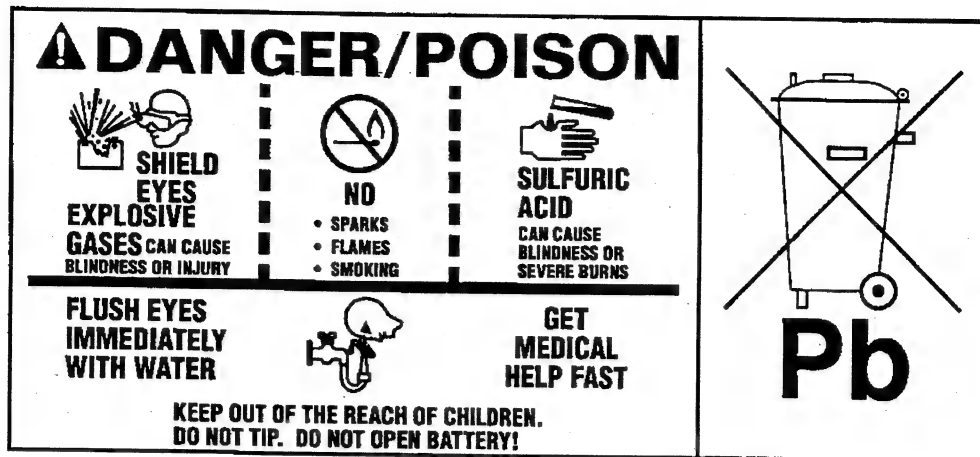 DANGER/POISON
SHIELD
EYES
EXPLOSIVE
GASES CAN CAUSE
BLINDNESS OR INJURY
NO
• SPARKS
• FLAMES
• SMOKING
SULFURIC
ACID
CAN CAUSE
BLINDNESS OR
SEVERE BURNS
FLUSH EYES
IMMEDIATELY
WITH WATER
GET
MEDICAL
HELP FAST
KEEP OUT OF THE REACH OF CHILDREN.
DO NOT TIP. DO NOT OPEN BATTERY!
Pb